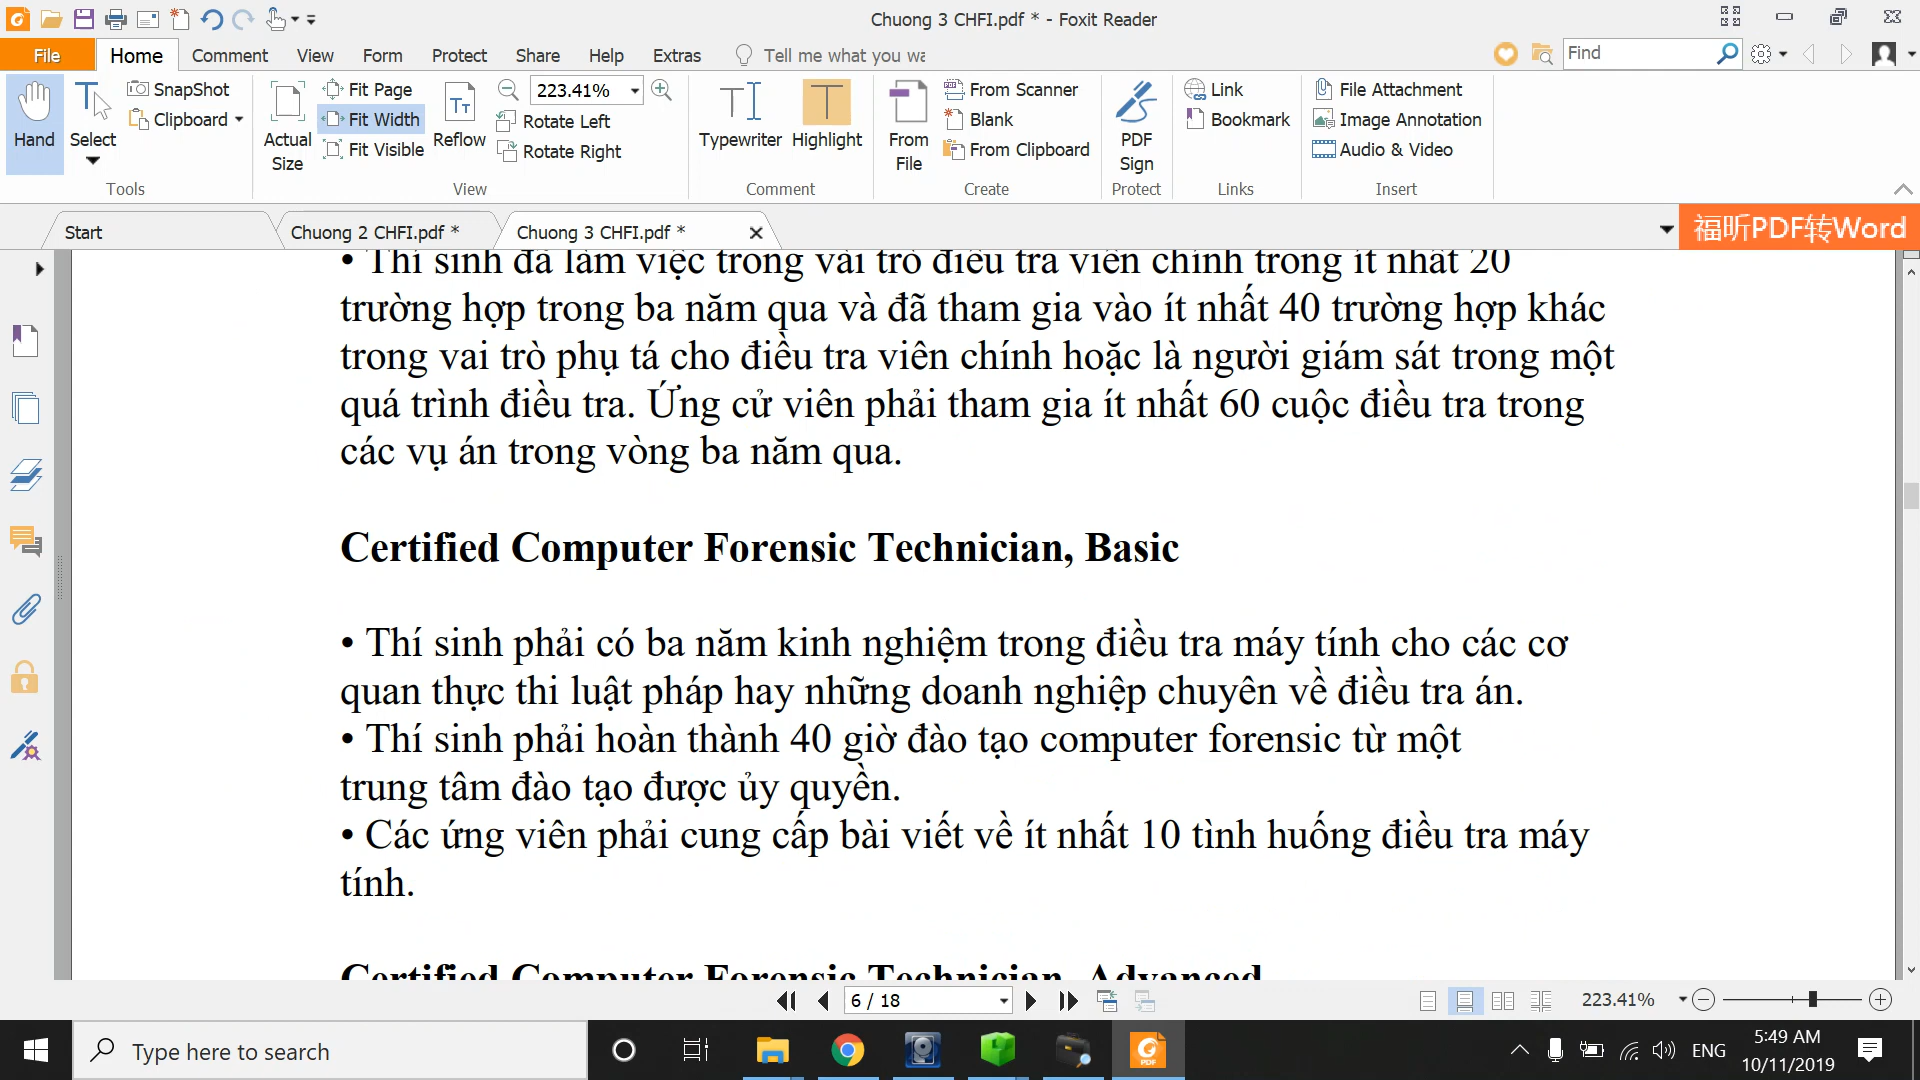 Chuong 3 CHFI.pdf * - Foxit Reader
File Home Comment View Form Protect Share Help Extras Tell me what you wa
Find
Hand
Select
SnapShot
Clipboard
Tools
Actual Size
Fit Page
Fit Width
Fit Visible
Reflow
223.41%
Rotate Left
Rotate Right
View
Typewriter
Highlight
Comment
From File
From Scanner
Blank
From Clipboard
Create
PDF Sign
Protect
Link
Bookmark
Links
File Attachment
Image Annotation
Audio & Video
Insert
Start
Chuong 2 CHFI.pdf *
Chuong 3 CHFI.pdf *
福昕PDF转Word
• Thí sinh đã làm việc trong vai trò điều tra viên chính trong ít nhất 20
trường hợp trong ba năm qua và đã tham gia vào ít nhất 40 trường hợp khác
trong vai trò phụ tá cho điều tra viên chính hoặc là người giám sát trong một
quá trình điều tra. Ứng cử viên phải tham gia ít nhất 60 cuộc điều tra trong
các vụ án trong vòng ba năm qua.
Certified Computer Forensic Technician, Basic
• Thí sinh phải có ba năm kinh nghiệm trong điều tra máy tính cho các cơ
quan thực thi luật pháp hay những doanh nghiệp chuyên về điều tra án.
• Thí sinh phải hoàn thành 40 giờ đào tạo computer forensic từ một
trung tâm đào tạo được ủy quyền.
• Các ứng viên phải cung cấp bài viết về ít nhất 10 tình huống điều tra máy
tính.
Certified Computer Forensic Technician, Advanced
6 / 18
223.41%
Type here to search
ENG
5:49 AM
10/11/2019